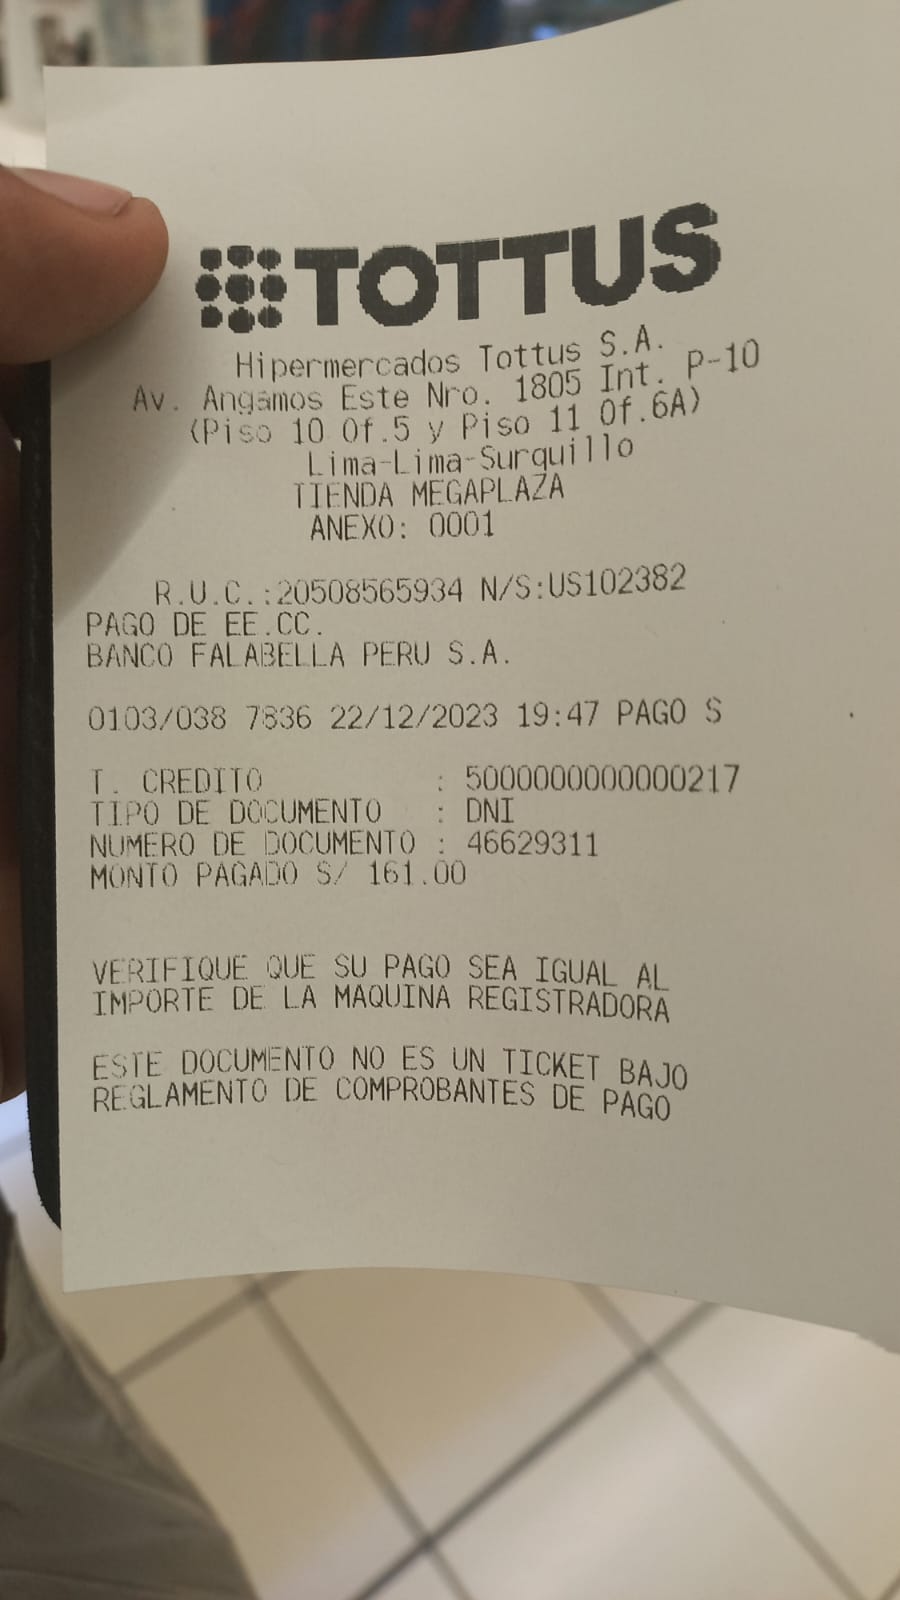 TOTTUS
Hipermercados Tottus S.A.
Av. Angamos Este Nro. 1805 Int. P-10
(Piso 10 Of.5 y Piso 11 Of.6A)
Lima-Lima-Surquillo
TIENDA MEGAPLAZA
ANEXO: 0001
R.U.C.:20508565934 N/S:US102382
PAGO DE EE.CC.
BANCO FALABELLA PERU S.A.
0103/038 7836 22/12/2023 19:47 PAGO S
T. CREDITO : 5000000000000217
TIPO DE DOCUMENTO : DNI
NUMERO DE DOCUMENTO : 46629311
MONTO PAGADO S/ 161.00
VERIFIQUE QUE SU PAGO SEA IGUAL AL
IMPORTE DE LA MAQUINA REGISTRADORA
ESTE DOCUMENTO NO ES UN TICKET BAJO
REGLAMENTO DE COMPROBANTES DE PAGO